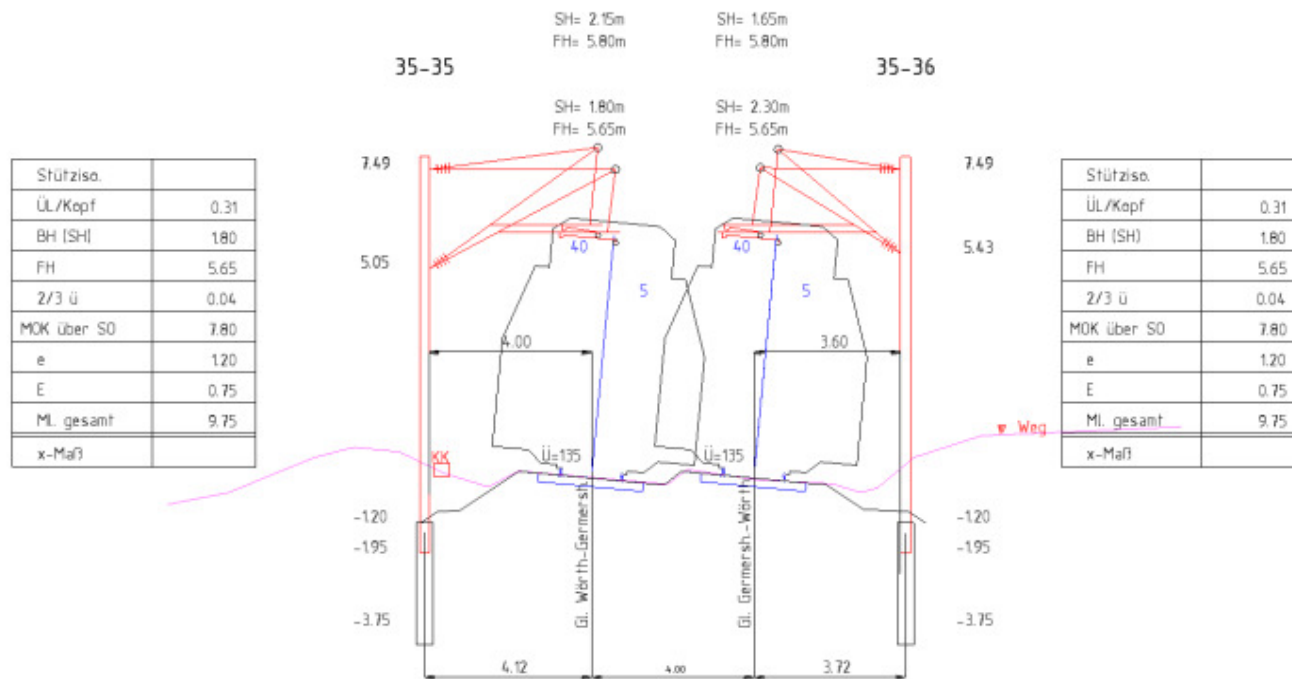 SH= 2.15m
FH= 5.80m
SH= 1.65m
FH= 5.80m
35-35
35-36
SH= 1.80m
FH= 5.65m
SH= 2.30m
FH= 5.65m
Stütziso.
ÜL/Kopf 0.31
BH (SH) 1.80
FH 5.65
2/3 ü 0.04
MOK über SO 7.80
e 1.20
E 0.75
Ml. gesamt 9.75
x-Maß
7.49
5.05
40
5
40
5
7.49
5.43
Stütziso.
ÜL/Kopf 0.31
BH (SH) 1.80
FH 5.65
2/3 ü 0.04
MOK über SO 7.80
e 1.20
E 0.75
Ml. gesamt 9.75
x-Maß
4.00
3.60
KK
Ü=135
Ü=135
Weg
-1.20
-1.95
-3.75
Gl. Wörth-Germersh.
Gl. Germersh.-Wörth
-1.20
-1.95
-3.75
4.12
4.00
3.72